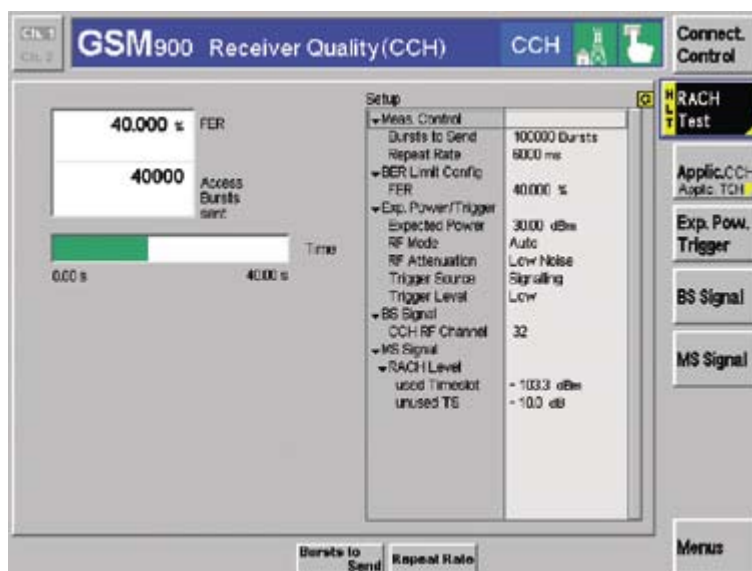 Ch. 1
Ch. 2
GSM900 Receiver Quality(CCH)
CCH
Connect.
Control
40.000 % FER
40000 Access
Bursts
sent
Time
0.00 s 40.00 s
Setup
Meas. Control
Bursts to Send 100000 Bursts
Repeat Rate 6000 ms
BER Limit Config
FER 40.000 %
Exp. Power/Trigger
Expected Power 30.00 dBm
RF Mode Auto
RF Attenuation Low Noise
Trigger Source Signalling
Trigger Level Low
BS Signal
CCH RF Channel 32
MS Signal
RACH Level
used Timeslot - 103.3 dBm
unused TS - 10.0 dB
HLT
RACH
Test
Applic.CCH
Applic. TCH
Exp. Pow.
Trigger
BS Signal
MS Signal
Menus
Bursts to
Send
Repeat Rate